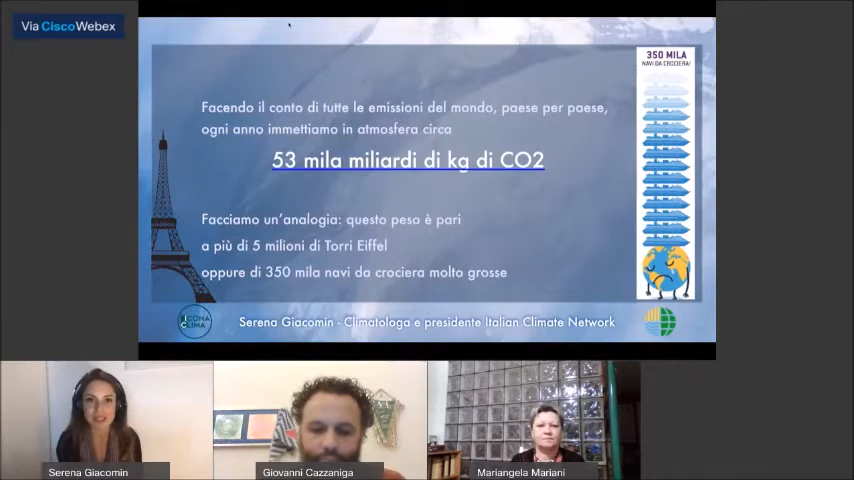 Via Cisco Webex
350 MILA
NAVI DA CROCIERA!
Facendo il conto di tutte le emissioni del mondo, paese per paese,
ogni anno immettiamo in atmosfera circa
53 mila miliardi di kg di CO2
Facciamo un'analogia: questo peso è pari
a più di 5 milioni di Torri Eiffel
oppure di 350 mila navi da crociera molto grosse
ICONA
CLIMA
Serena Giacomin - Climatologa e presidente Italian Climate Network
Serena Giacomin
Giovanni Cazzaniga
Mariangela Mariani